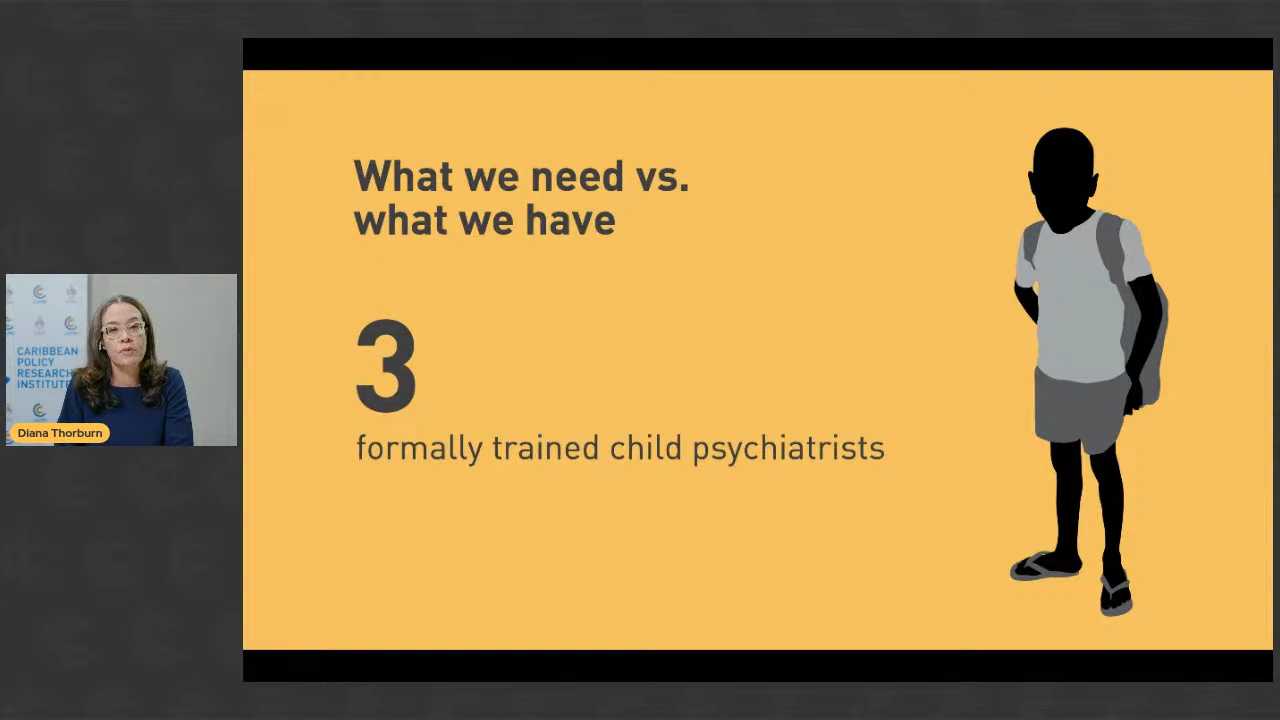 What we need vs.
what we have
3
formally trained child psychiatrists
CARIBBEAN
POLICY
RESEARCH
INSTITUTE
Diana Thorburn